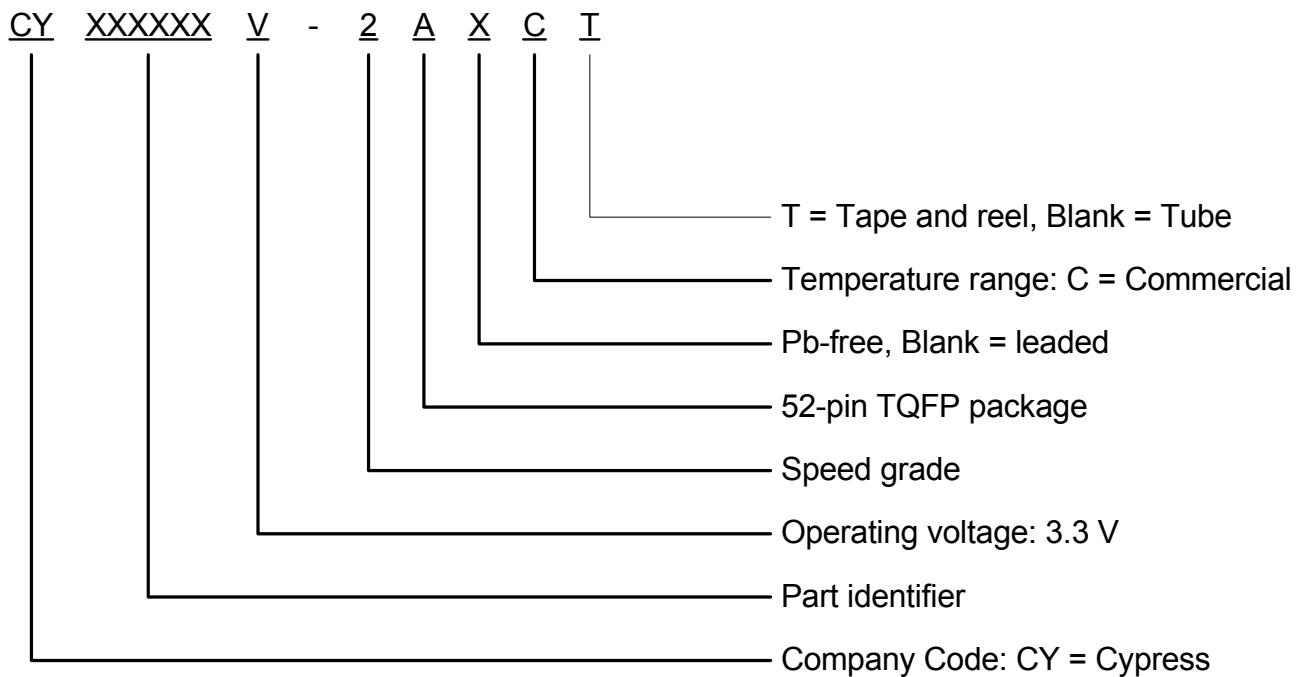 CY XXXXXX V - 2 A X C T
T = Tape and reel, Blank = Tube
Temperature range: C = Commercial
Pb-free, Blank = leaded
52-pin TQFP package
Speed grade
Operating voltage: 3.3 V
Part identifier
Company Code: CY = Cypress